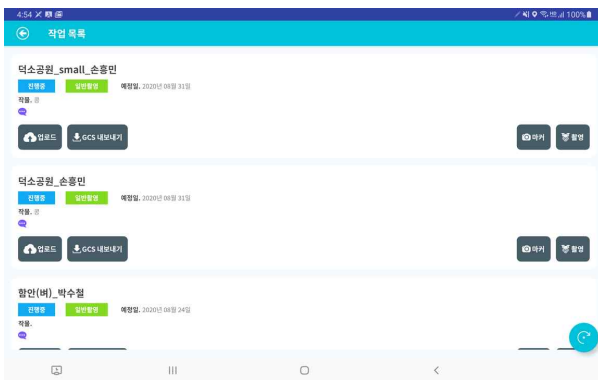 4:54
100%
작업 목록
덕소공원_small_손흥민
진행중 일반촬영 예정일. 2020년 08월 31일
작물. 콩
업로드 GCS 내보내기 마커 촬영
덕소공원_손흥민
진행중 일반촬영 예정일. 2020년 08월 31일
작물. 콩
업로드 GCS 내보내기 마커 촬영
함안(벼)_박수철
진행중 일반촬영 예정일. 2020년 08월 24일
작물.